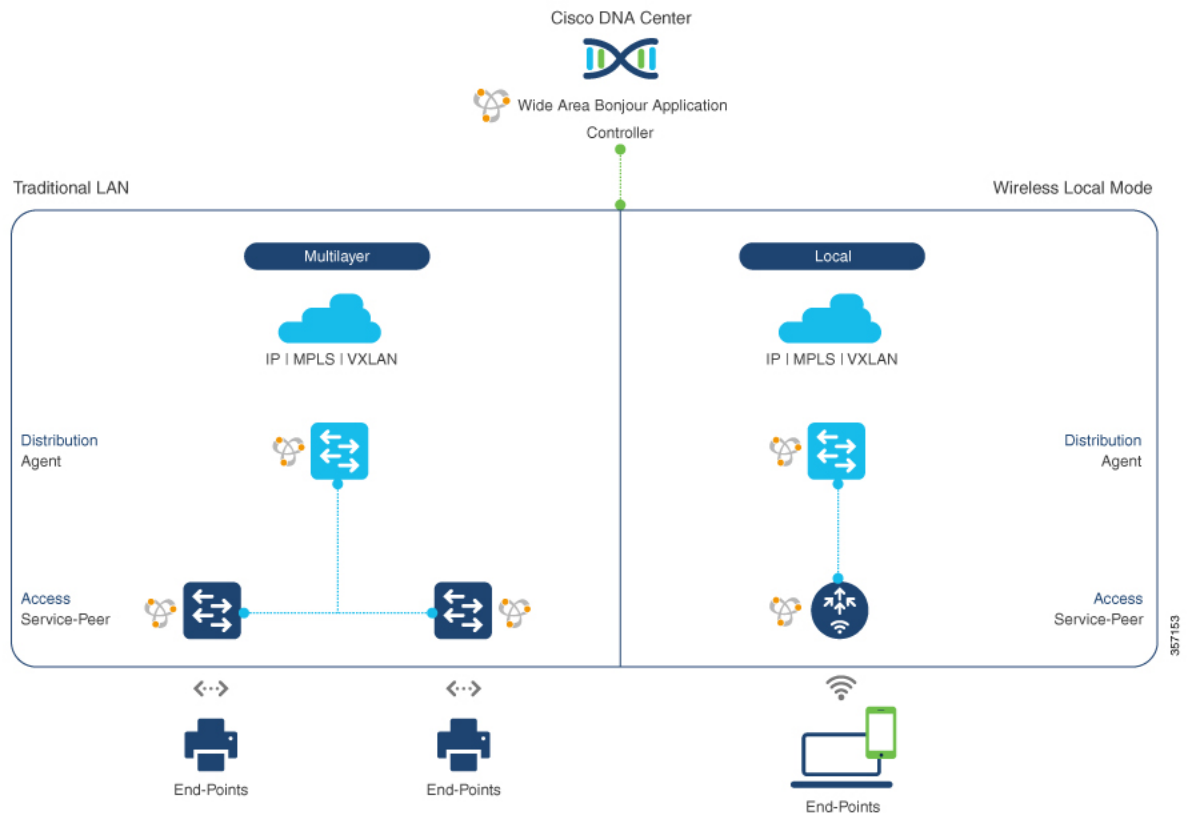 Cisco DNA Center
Wide Area Bonjour Application
Controller
Traditional LAN
Wireless Local Mode
Multilayer
Local
IP | MPLS | VXLAN
IP | MPLS | VXLAN
Distribution
Agent
Distribution
Agent
Access
Service-Peer
Access
Service-Peer
357153
End-Points
End-Points
End-Points